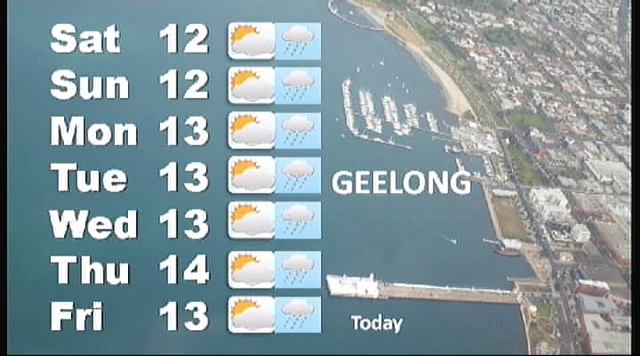 Sat 12
Sun 12
Mon 13
Tue 13
GEELONG
Wed 13
Thu 14
Fri 13
Today